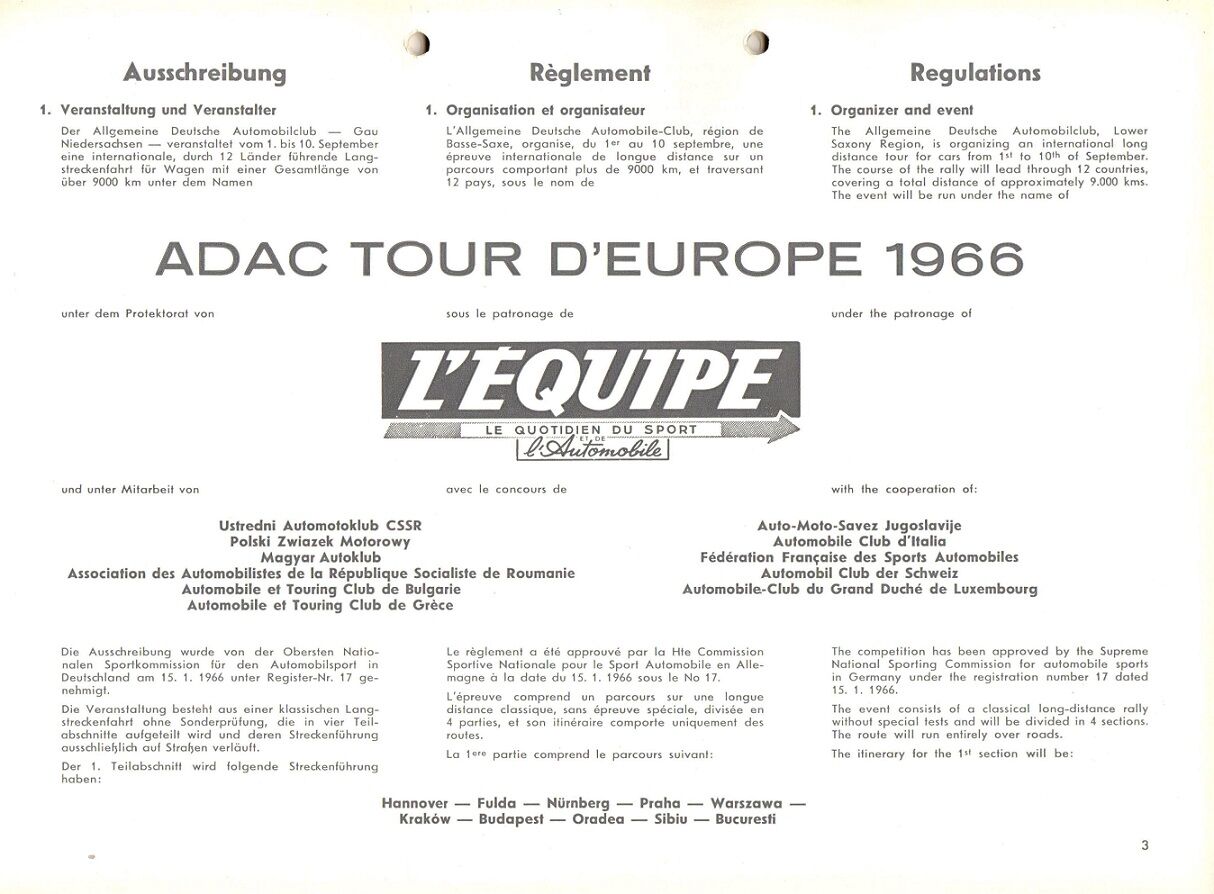 Ausschreibung
1. Veranstaltung und Veranstalter
Der Allgemeine Deutsche Automobilclub — Gau
Niedersachsen — veranstaltet vom 1. bis 10. September
eine internationale, durch 12 Länder führende Lang-
streckenfahrt für Wagen mit einer Gesamtlänge von
über 9000 km unter dem Namen
Règlement
1. Organisation et organisateur
L'Allgemeine Deutsche Automobile-Club, région de
Basse-Saxe, organise, du 1er au 10 septembre, une
épreuve internationale de longue distance sur un
parcours comportant plus de 9000 km, et traversant
12 pays, sous le nom de
Regulations
1. Organizer and event
The Allgemeine Deutsche Automobilclub, Lower
Saxony Region, is organizing an international long
distance tour for cars from 1st to 10th of September.
The course of the rally will lead through 12 countries,
covering a total distance of approximately 9.000 kms.
The event will be run under the name of
ADAC TOUR D'EUROPE 1966
unter dem Protektorat von
sous le patronage de
under the patronage of
L'ÉQUIPE
LE QUOTIDIEN DU SPORT
ET DE
l'Automobile
und unter Mitarbeit von
avec le concours de
with the cooperation of:
Ustredni Automotoklub CSSR
Polski Zwiazek Motorowy
Magyar Autoklub
Association des Automobilistes de la République Socialiste de Roumanie
Automobile et Touring Club de Bulgarie
Automobile et Touring Club de Grèce
Auto-Moto-Savez Jugoslavije
Automobile Club d'Italia
Fédération Française des Sports Automobiles
Automobil Club der Schweiz
Automobile-Club du Grand Duché de Luxembourg
Die Ausschreibung wurde von der Obersten Natio-
nalen Sportkommission für den Automobilsport in
Deutschland am 15. 1. 1966 unter Register-Nr. 17 ge-
nehmigt.
Die Veranstaltung besteht aus einer klassischen Lang-
streckenfahrt ohne Sonderprüfung, die in vier Teil-
abschnitte aufgeteilt wird und deren Streckenführung
ausschließlich auf Straßen verläuft.
Der 1. Teilabschnitt wird folgende Streckenführung
haben:
Le règlement a été approuvé par la Hte Commission
Sportive Nationale pour le Sport Automobile en Alle-
magne à la date du 15. 1. 1966 sous le No 17.
L'épreuve comprend un parcours sur une longue
distance classique, sans épreuve spéciale, divisée en
4 parties, et son itinéraire comporte uniquement des
routes.
La 1ere partie comprend le parcours suivant:
The competition has been approved by the Supreme
National Sporting Commission for automobile sports
in Germany under the registration number 17 dated
15. 1. 1966.
The event consists of a classical long-distance rally
without special tests and will be divided in 4 sections.
The route will run entirely over roads.
The itinerary for the 1st section will be:
Hannover — Fulda — Nürnberg — Praha — Warszawa —
Kraków — Budapest — Oradea — Sibiu — Bucuresti
3